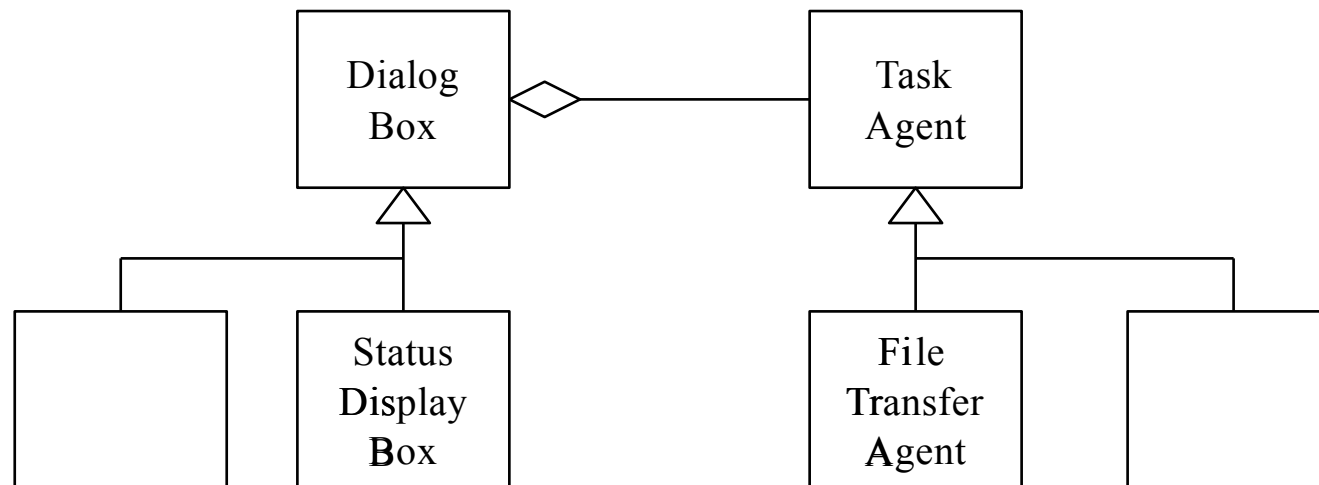 Dialog
Box
Task
Agent
Status
Display
Box
File
Transfer
Agent